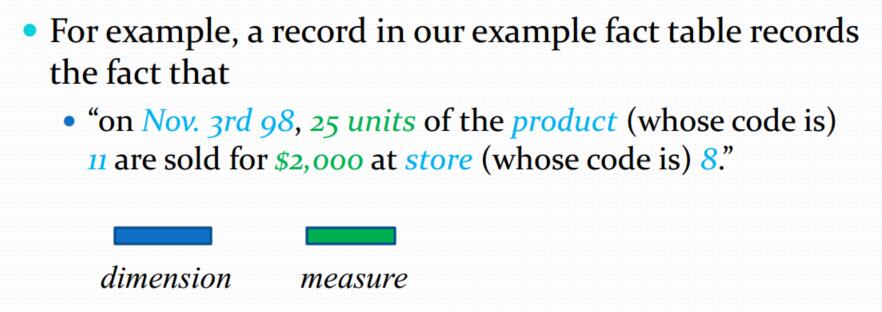 For example, a record in our example fact table records
the fact that
“on Nov. 3rd 98, 25 units of the product (whose code is)
11 are sold for $2,000 at store (whose code is) 8.”
dimension measure